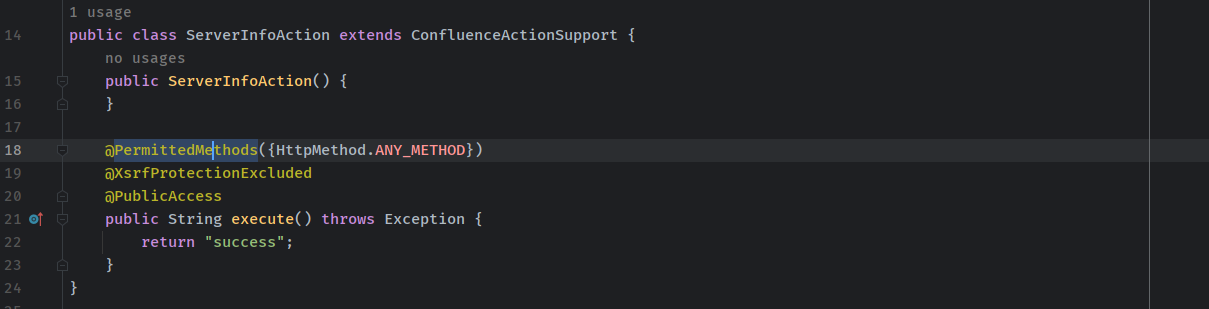 1 usage
14 public class ServerInfoAction extends ConfluenceActionSupport {
no usages
15 public ServerInfoAction() {
16 }
17
18 @PermittedMethods({HttpMethod.ANY_METHOD})
19 @XsrfProtectionExcluded
20 @PublicAccess
21 public String execute() throws Exception {
22 return "success";
23 }
24 }